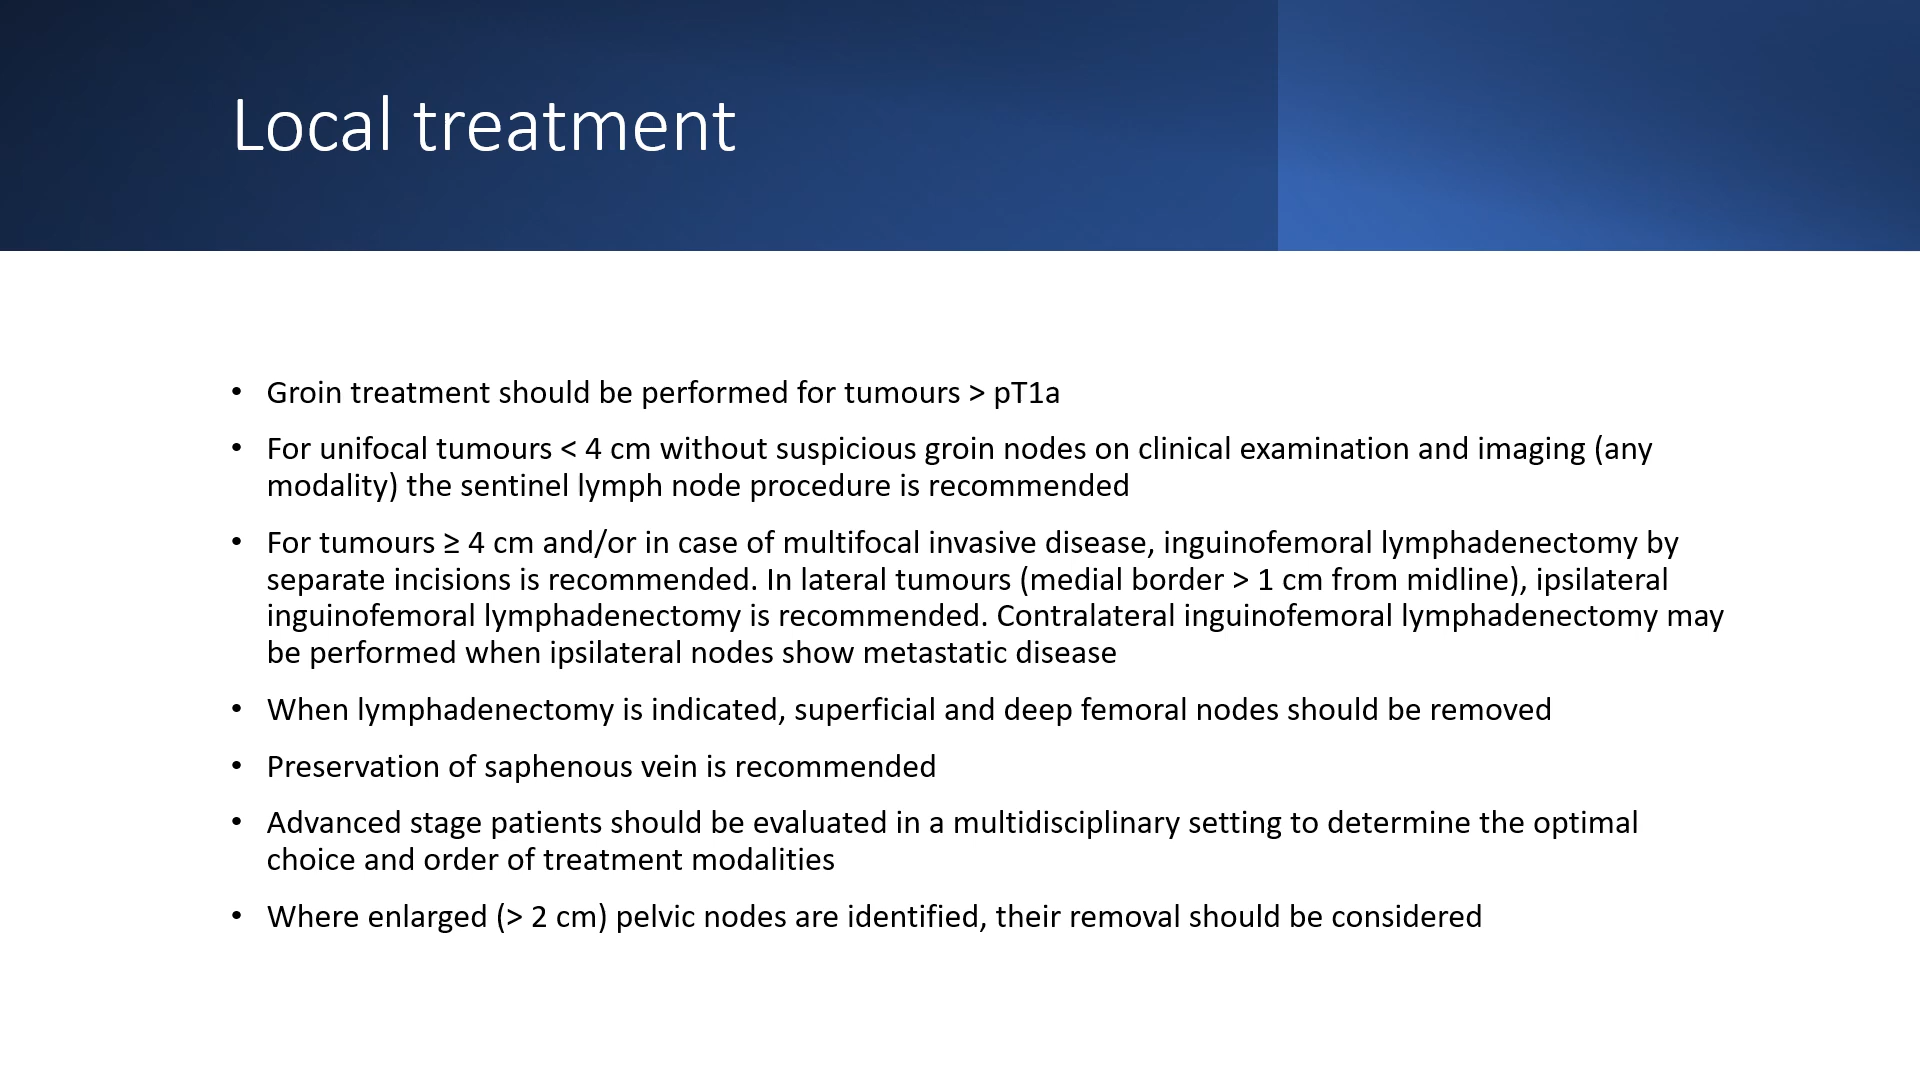 Local treatment
• Groin treatment should be performed for tumours > pT1a
• For unifocal tumours < 4 cm without suspicious groin nodes on clinical examination and imaging (any
modality) the sentinel lymph node procedure is recommended
• For tumours ≥ 4 cm and/or in case of multifocal invasive disease, inguinofemoral lymphadenectomy by
separate incisions is recommended. In lateral tumours (medial border > 1 cm from midline), ipsilateral
inguinofemoral lymphadenectomy is recommended. Contralateral inguinofemoral lymphadenectomy may
be performed when ipsilateral nodes show metastatic disease
• When lymphadenectomy is indicated, superficial and deep femoral nodes should be removed
• Preservation of saphenous vein is recommended
• Advanced stage patients should be evaluated in a multidisciplinary setting to determine the optimal
choice and order of treatment modalities
• Where enlarged (> 2 cm) pelvic nodes are identified, their removal should be considered